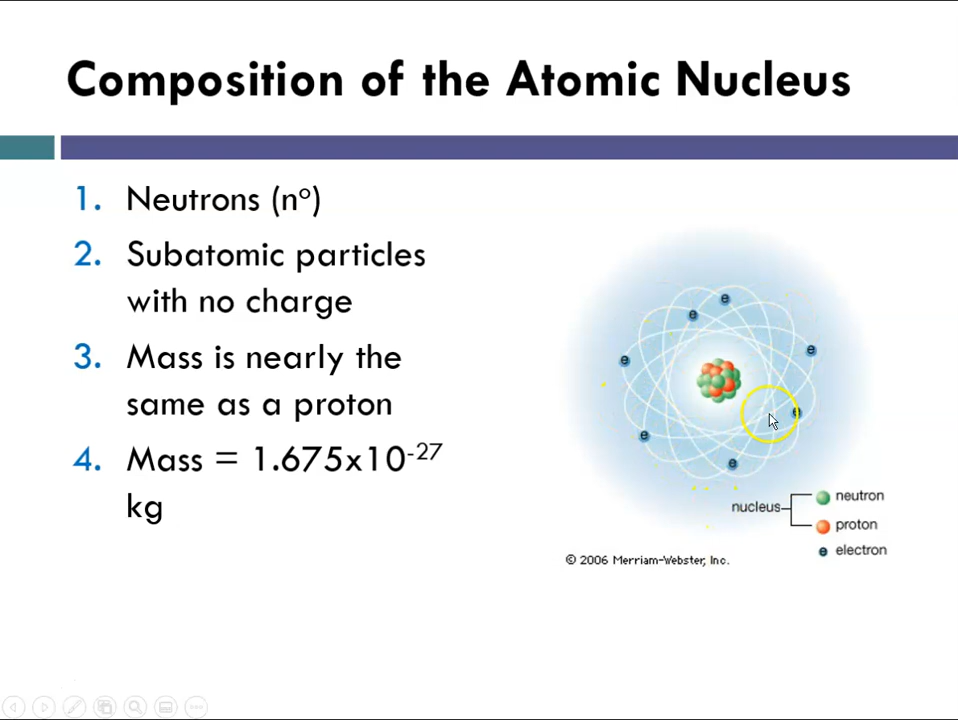 Composition of the Atomic Nucleus
1. Neutrons (nº)
2. Subatomic particles
with no charge
3. Mass is nearly the
same as a proton
4. Mass = 1.675x10⁻²⁷
kg
e
e
e
e
e
e
e
nucleus
neutron
proton
e electron
© 2006 Merriam-Webster, Inc.